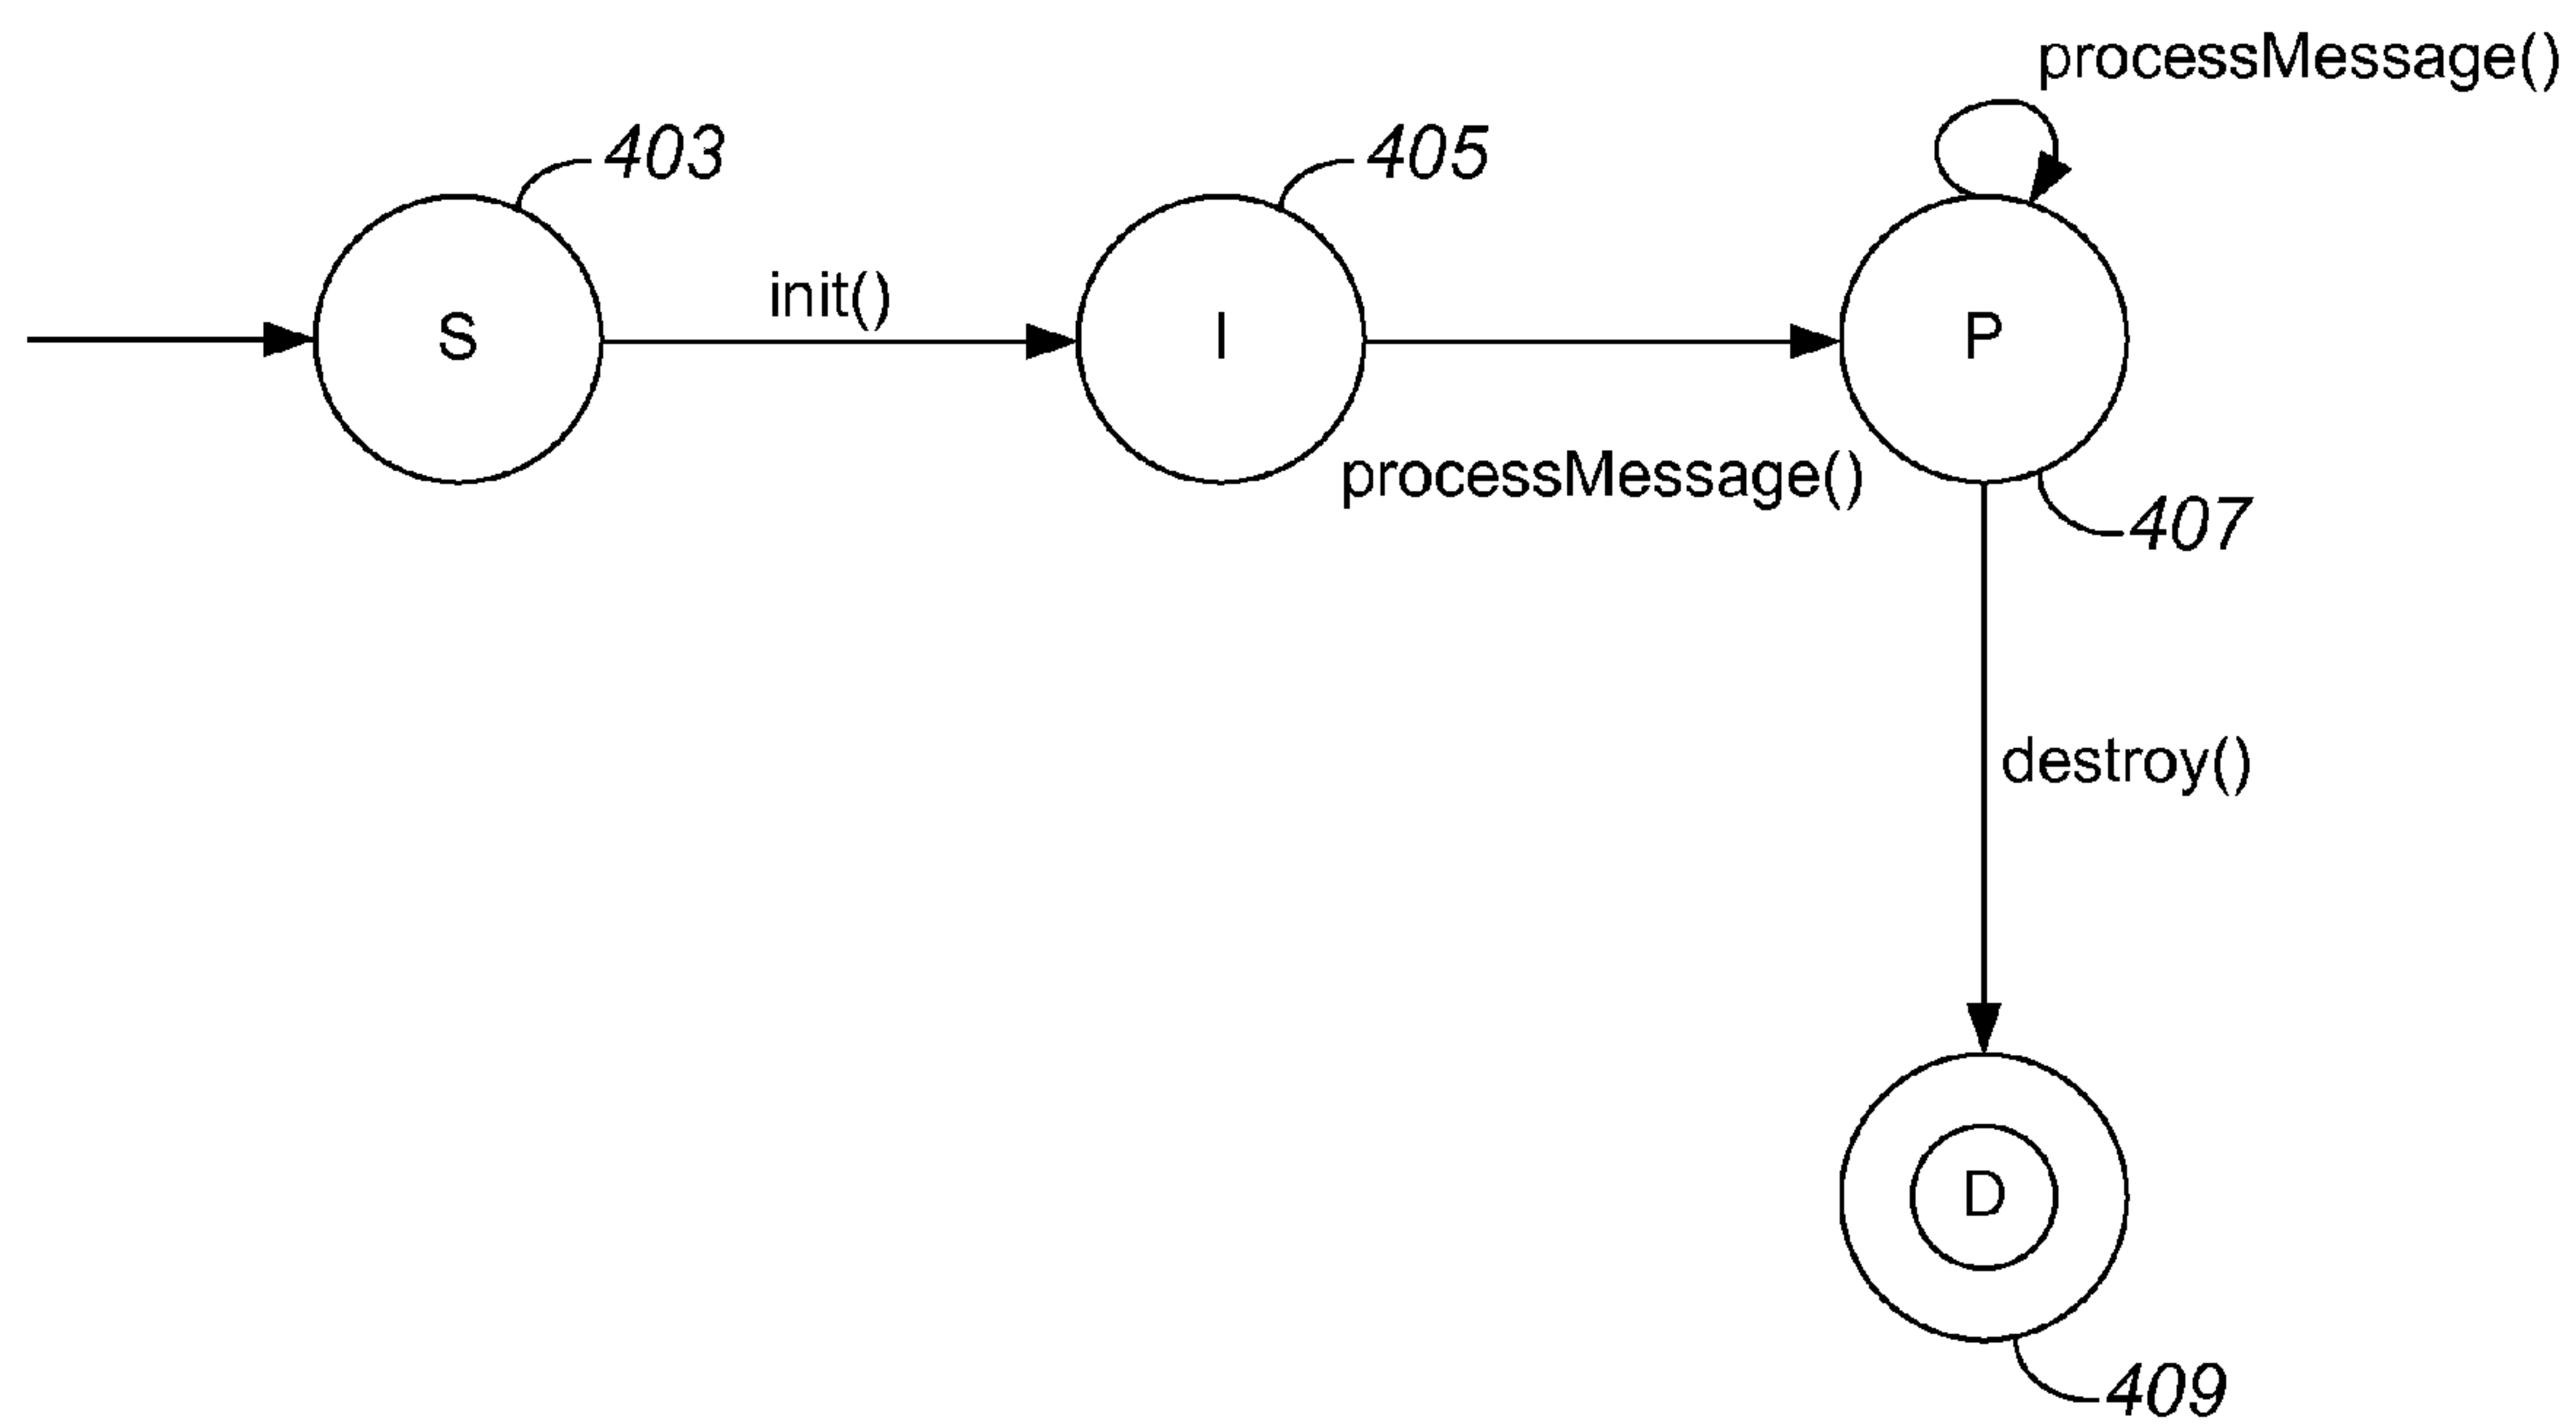 processMessage()
403
405
init()
S
I
P
processMessage()
407
destroy()
D
409